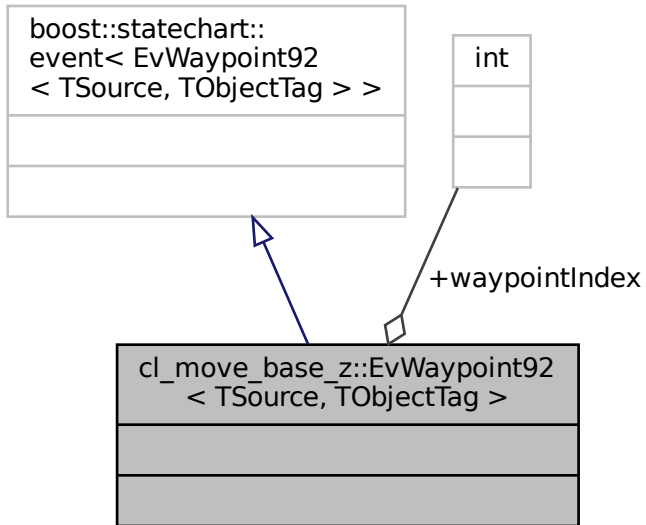 boost::statechart::
event< EvWaypoint92
< TSource, TObjectTag > >
int
+waypointIndex
cl_move_base_z::EvWaypoint92
< TSource, TObjectTag >